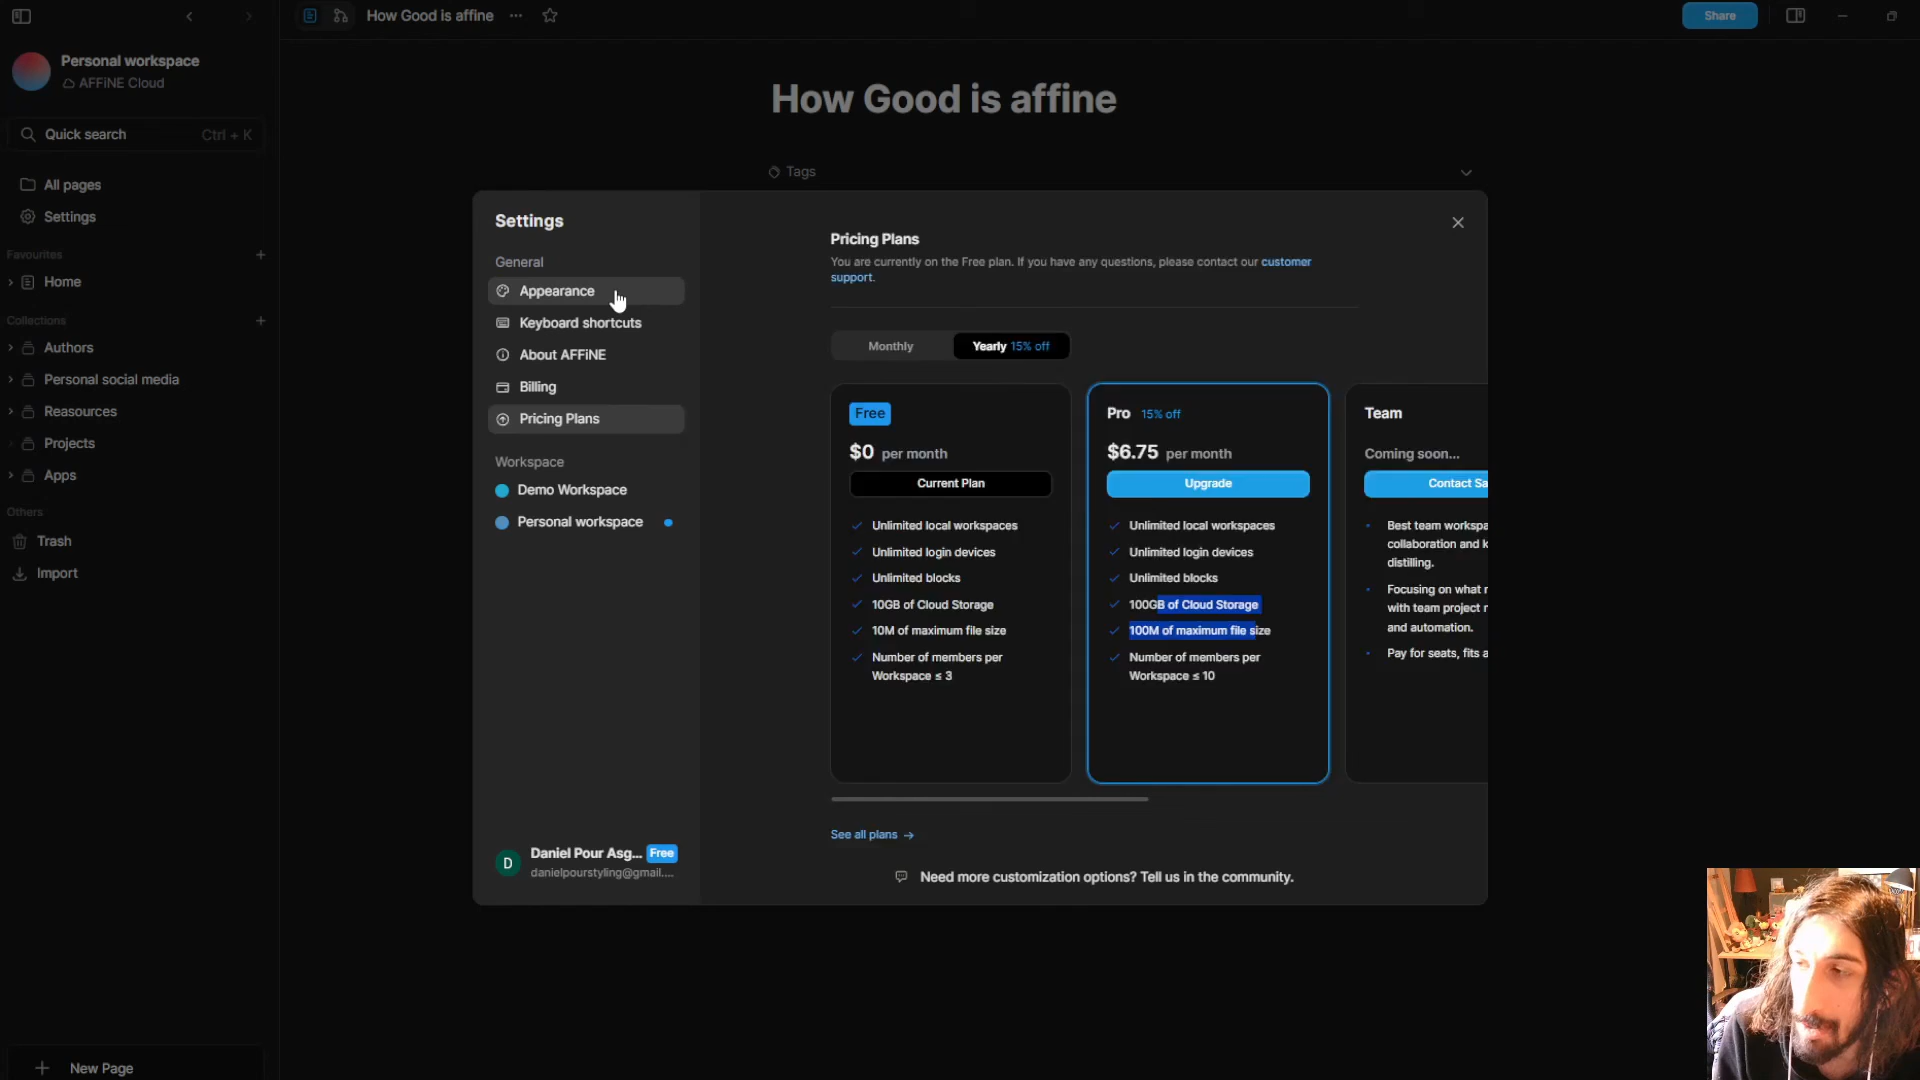 How Good is affine
Share
Personal workspace
AFFiNE Cloud
Quick search
Ctrl + K
All pages
Settings
Favourites
Home
Collections
Authors
Personal social media
Reasources
Projects
Apps
Others
Trash
Import
New Page
How Good is affine
Tags
Settings
General
Appearance
Keyboard shortcuts
About AFFiNE
Billing
Pricing Plans
Workspace
Demo Workspace
Personal workspace
D
Daniel Pour Asg...
Free
danielpourstyling@gmail....
Pricing Plans
You are currently on the Free plan. If you have any questions, please contact our customer
support.
Monthly
Yearly 15% off
Free
$0 per month
Current Plan
Unlimited local workspaces
Unlimited login devices
Unlimited blocks
10GB of Cloud Storage
10M of maximum file size
Number of members per
Workspace ≤ 3
Pro 15% off
$6.75 per month
Upgrade
Unlimited local workspaces
Unlimited login devices
Unlimited blocks
100GB of Cloud Storage
100M of maximum file size
Number of members per
Workspace ≤ 10
Team
Coming soon...
Contact Sa
Best team workspa
collaboration and k
distilling.
Focusing on what r
with team project r
and automation.
Pay for seats, fits a
See all plans →
Need more customization options? Tell us in the community.